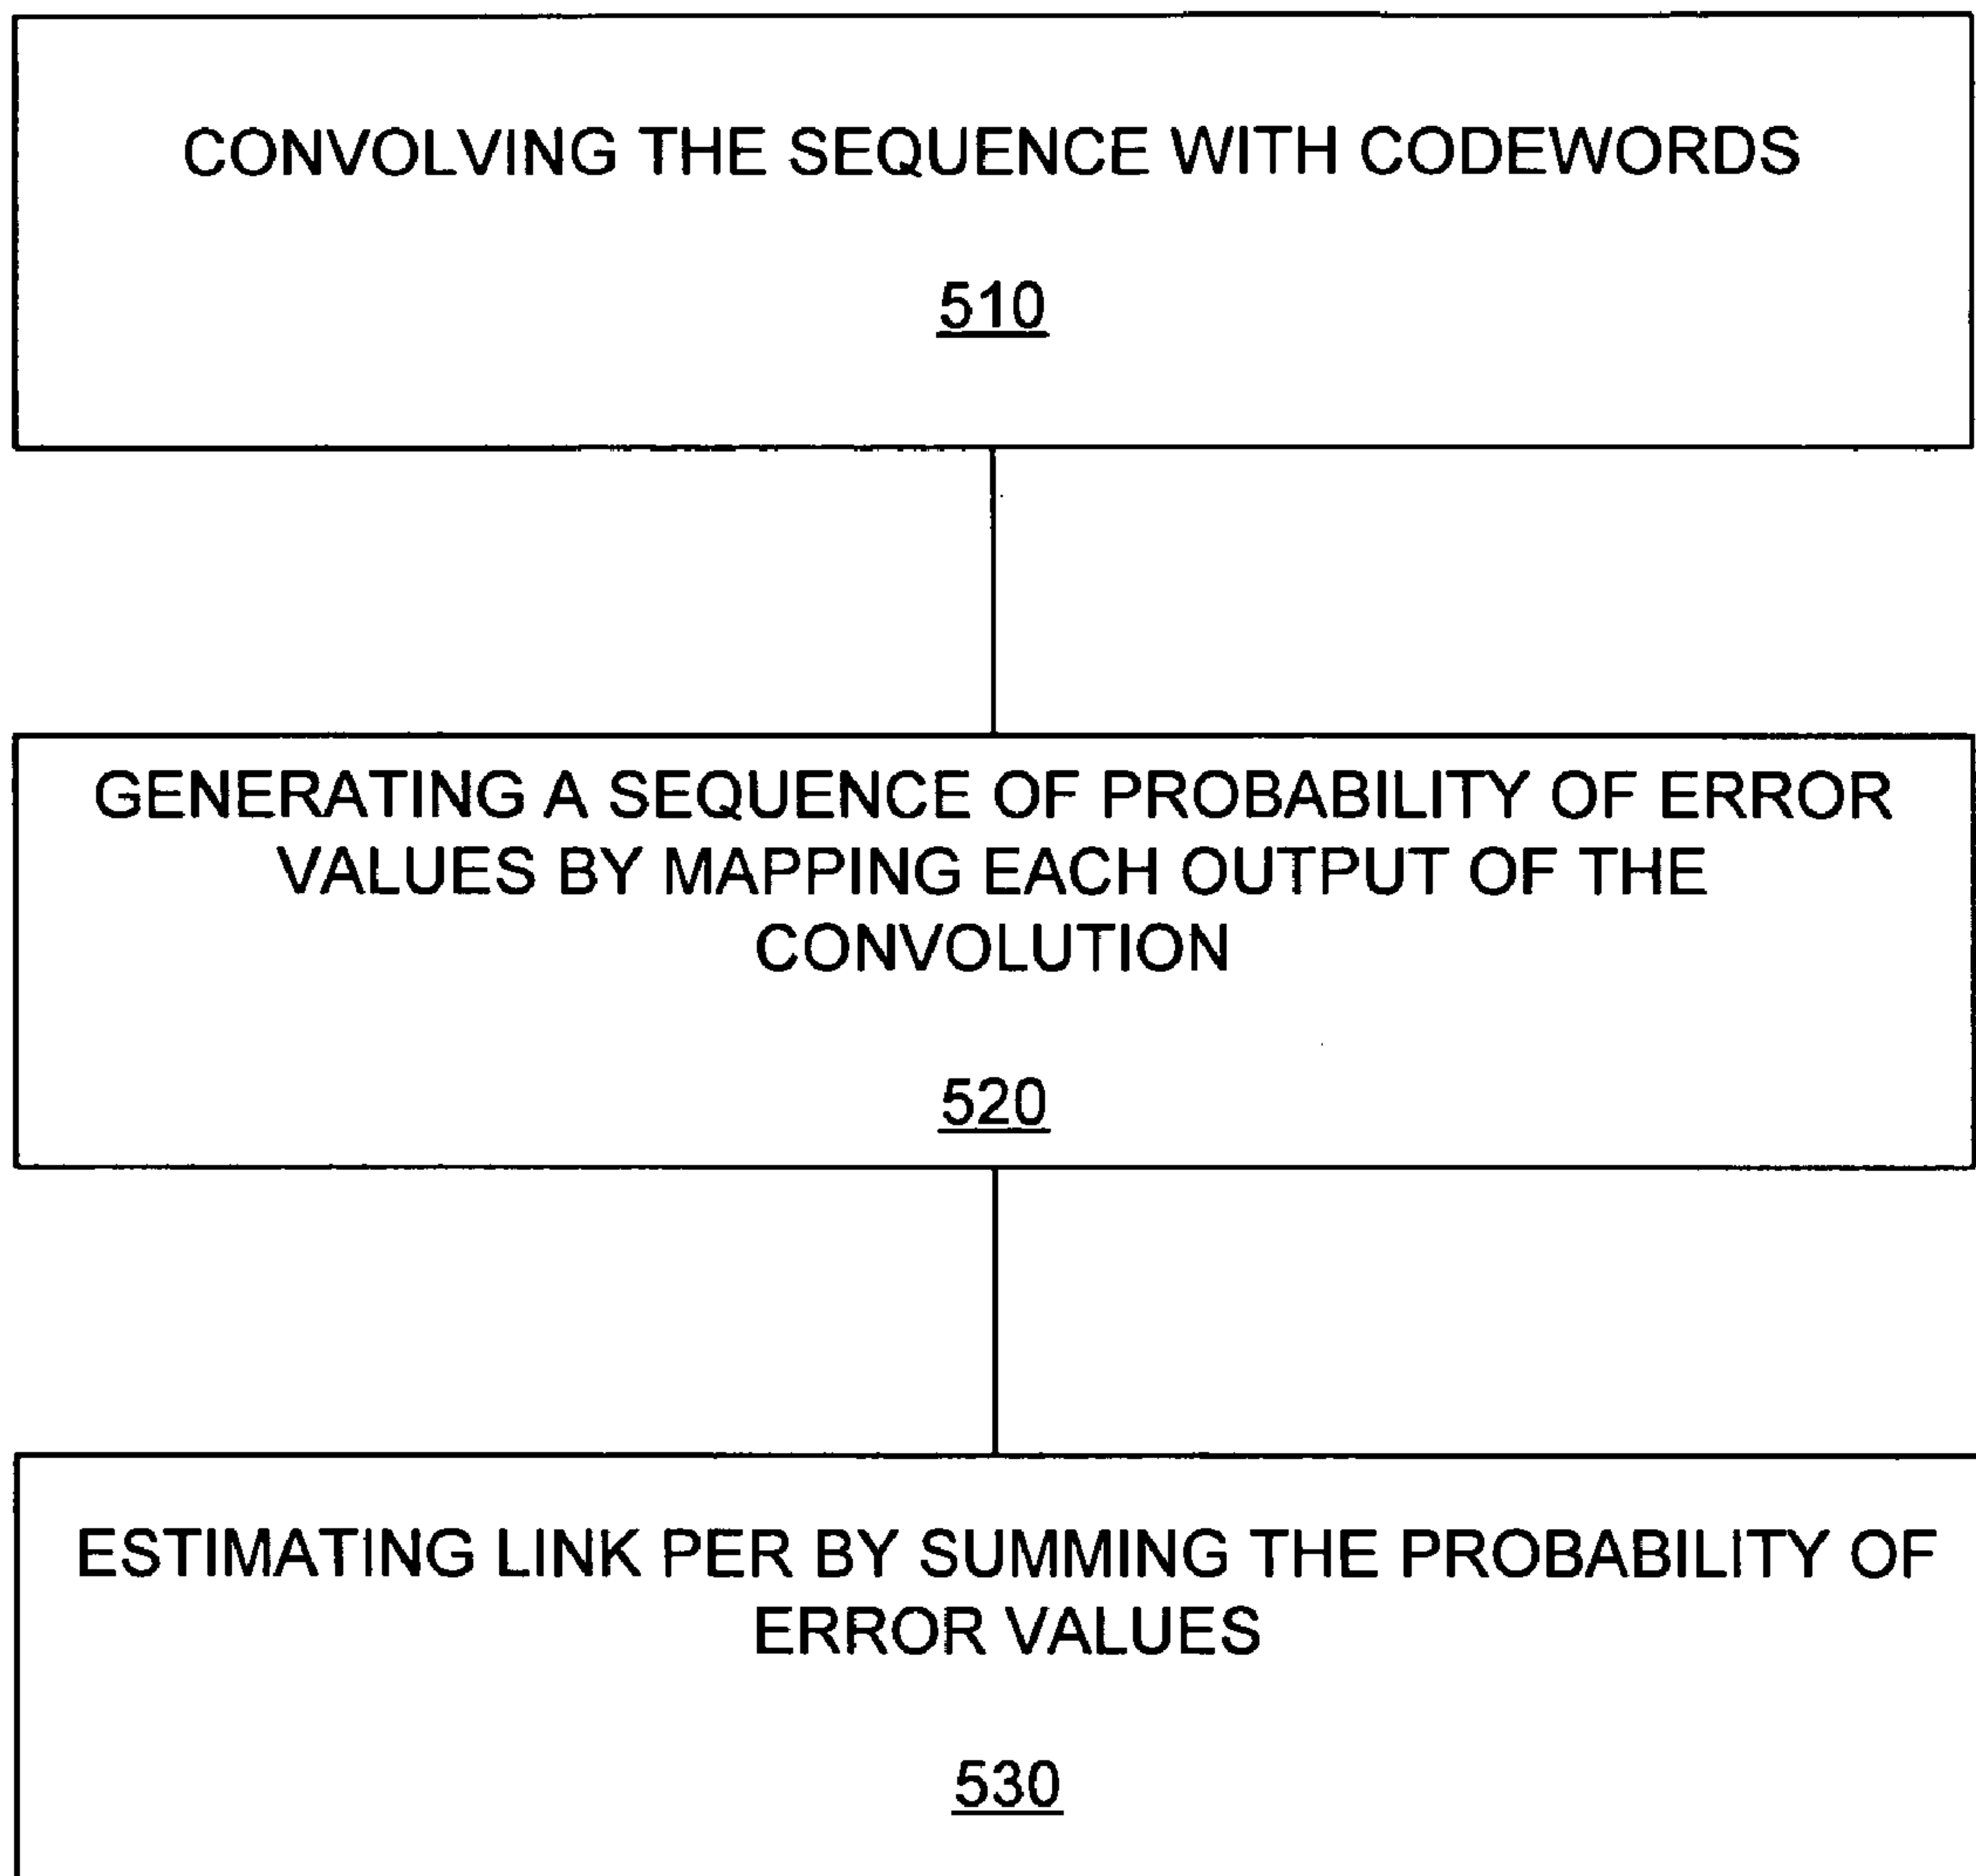 CONVOLVING THE SEQUENCE WITH CODEWORDS
510
GENERATING A SEQUENCE OF PROBABILITY OF ERROR
VALUES BY MAPPING EACH OUTPUT OF THE
CONVOLUTION
520
ESTIMATING LINK PER BY SUMMING THE PROBABILITY OF
ERROR VALUES
530